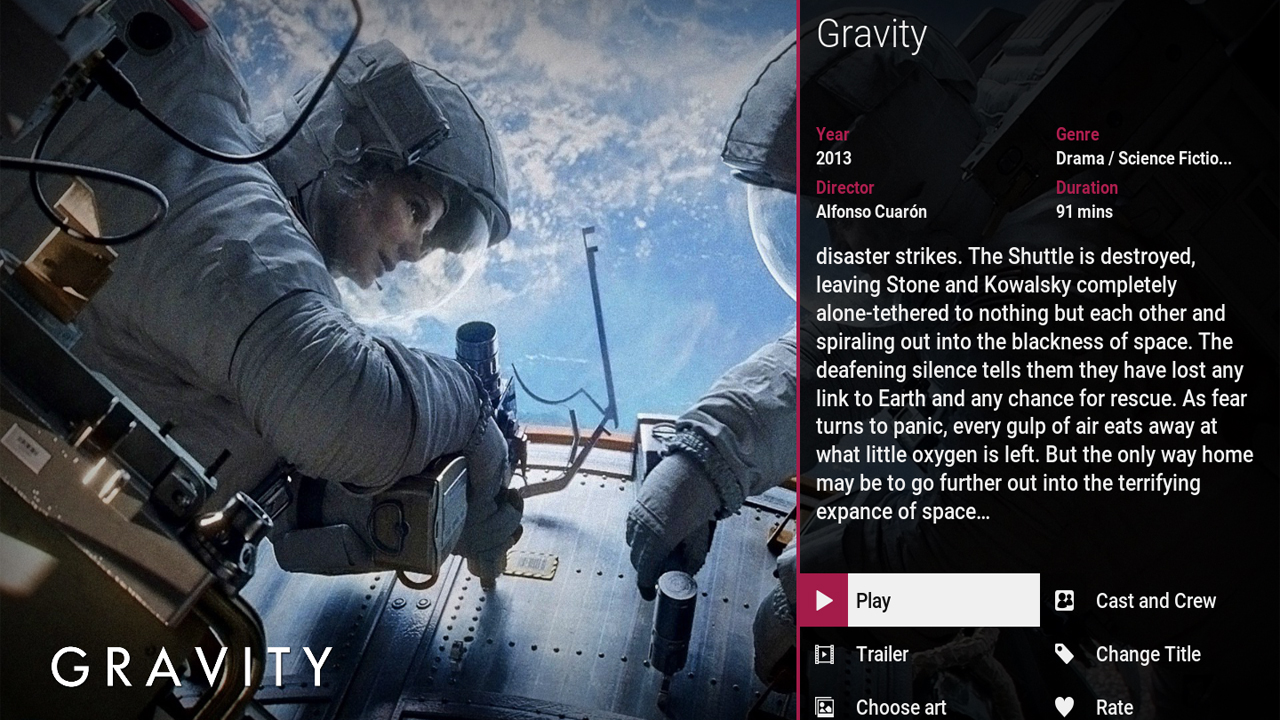 Gravity
Year
2013
Genre
Drama / Science Fictio...
Director
Alfonso Cuarón
Duration
91 mins
disaster strikes. The Shuttle is destroyed,
leaving Stone and Kowalsky completely
alone-tethered to nothing but each other and
spiraling out into the blackness of space. The
deafening silence tells them they have lost any
link to Earth and any chance for rescue. As fear
turns to panic, every gulp of air eats away at
what little oxygen is left. But the only way home
may be to go further out into the terrifying
expance of space…
Play
Cast and Crew
Trailer
Change Title
Choose art
Rate
GRAVITY